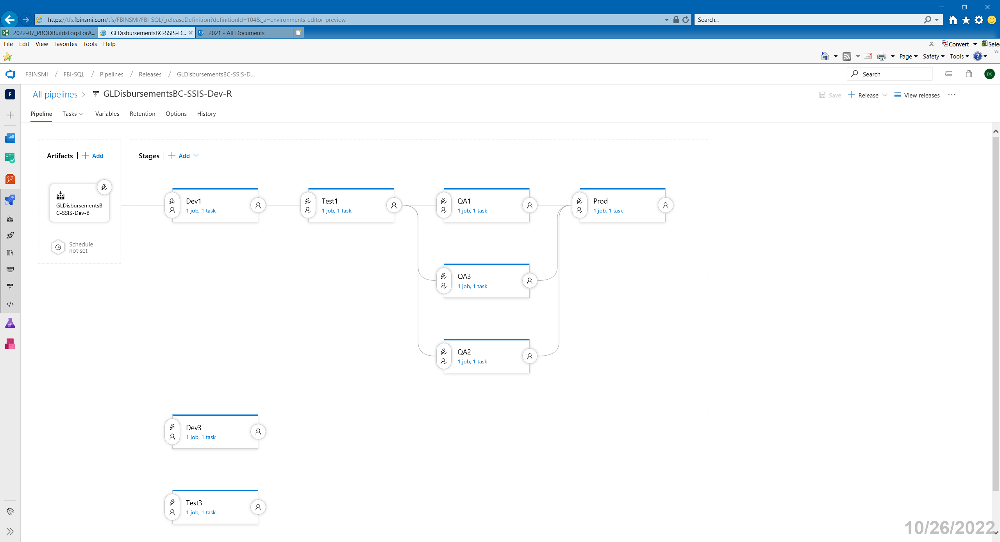 https://tfs.fbinsmi.com/tfs/FBINSMI/FBI-SQL/_releaseDefinition?definitionId=104&_a=environments-editor-preview
Search...
2022-07_PRODBuildsLogsForA...
GLDisbursementsBC-SSIS-D...
2021 - All Documents
File Edit View Favorites Tools Help
Convert
Sele
Page Safety Tools
FBINSMI / FBI-SQL / Pipelines / Releases / GLDisbursementsBC-SSIS-D...
Search
DC
F
All pipelines > GLDisbursementsBC-SSIS-Dev-R
Save
Release
View releases
Pipeline Tasks Variables Retention Options History
Artifacts | + Add
Stages | + Add
GLDisbursementsB
C-SSIS-Dev-B
Schedule
not set
Dev1
1 job, 1 task
Test1
1 job, 1 task
QA1
1 job, 1 task
Prod
1 job, 1 task
QA3
1 job, 1 task
QA2
1 job, 1 task
Dev3
1 job, 1 task
Test3
1 job, 1 task
10/26/2022